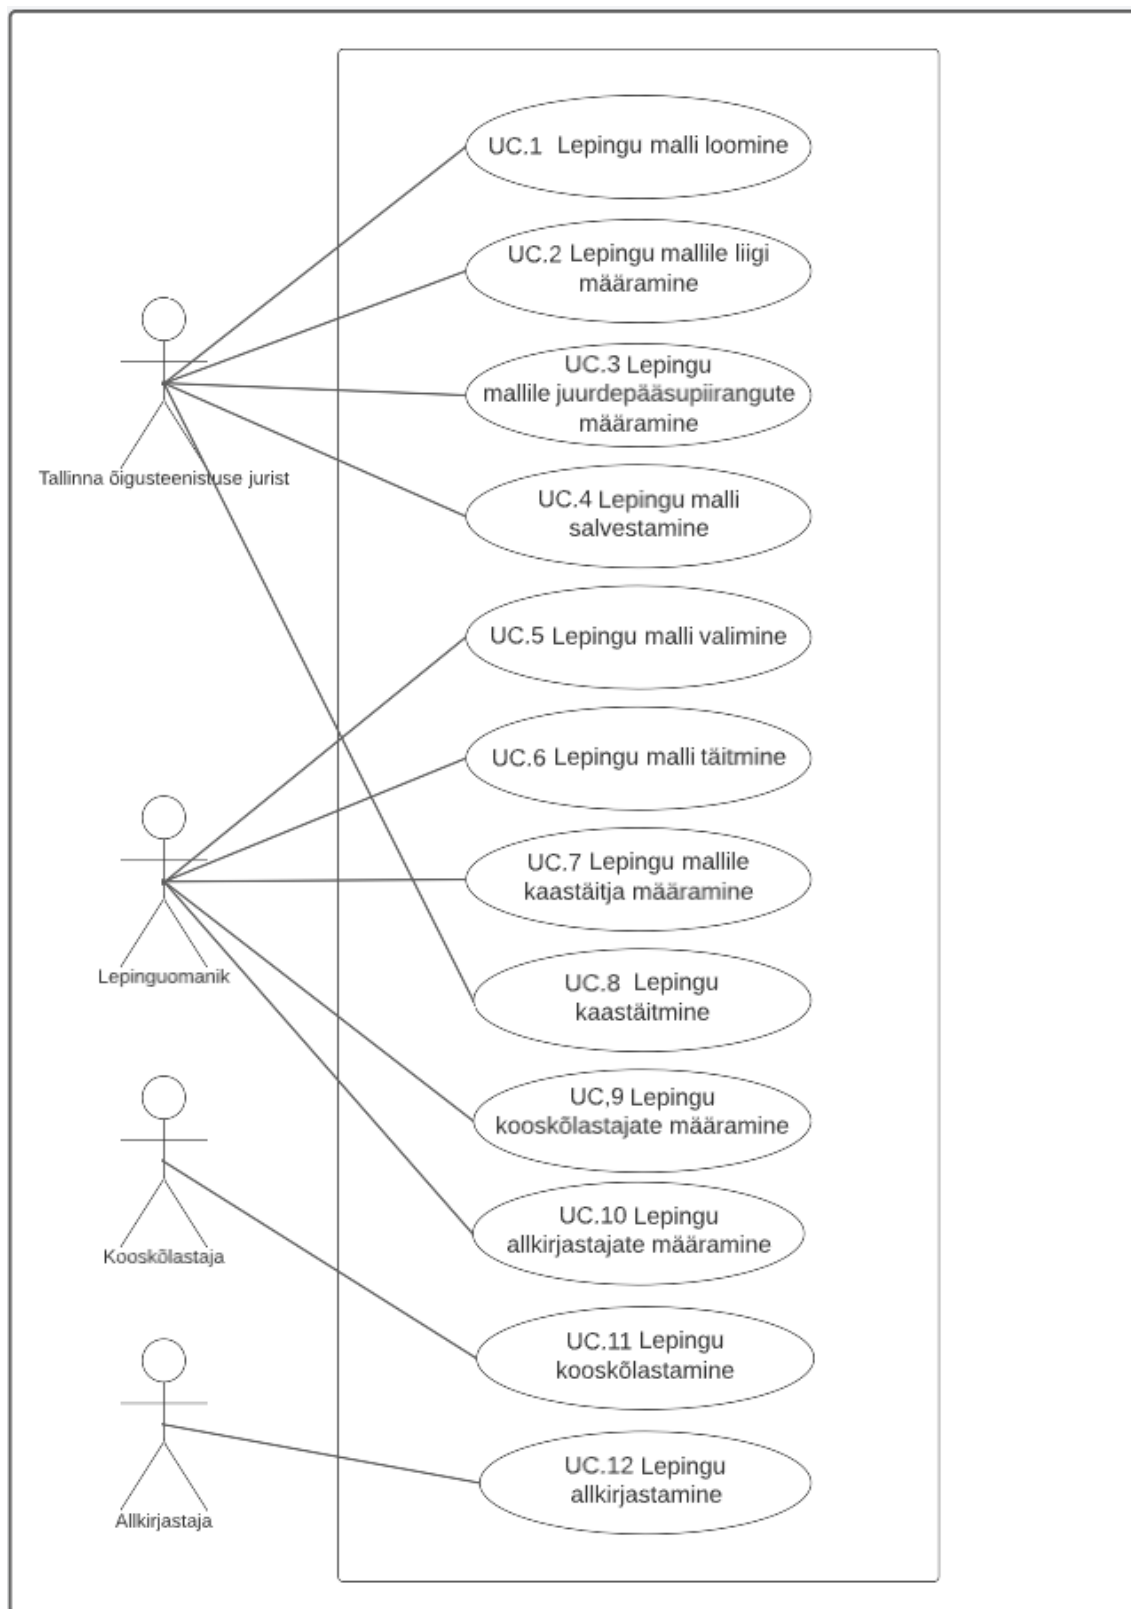 UC.1 Lepingu malli loomine
UC.2 Lepingu mallile liigi
määramine
UC.3 Lepingu
mallile juurdepääsupiirangute
määramine
Tallinna õigusteenistuse jurist
UC.4 Lepingu malli
salvestamine
UC.5 Lepingu malli valimine
UC.6 Lepingu malli täitmine
UC.7 Lepingu mallile
kaastäitja määramine
Lepinguomanik
UC.8 Lepingu
kaastäitmine
UC,9 Lepingu
kooskõlastajate määramine
UC.10 Lepingu
allkirjastajate määramine
Kooskõlastaja
UC.11 Lepingu
kooskõlastamine
UC.12 Lepingu
allkirjastamine
Allkirjastaja